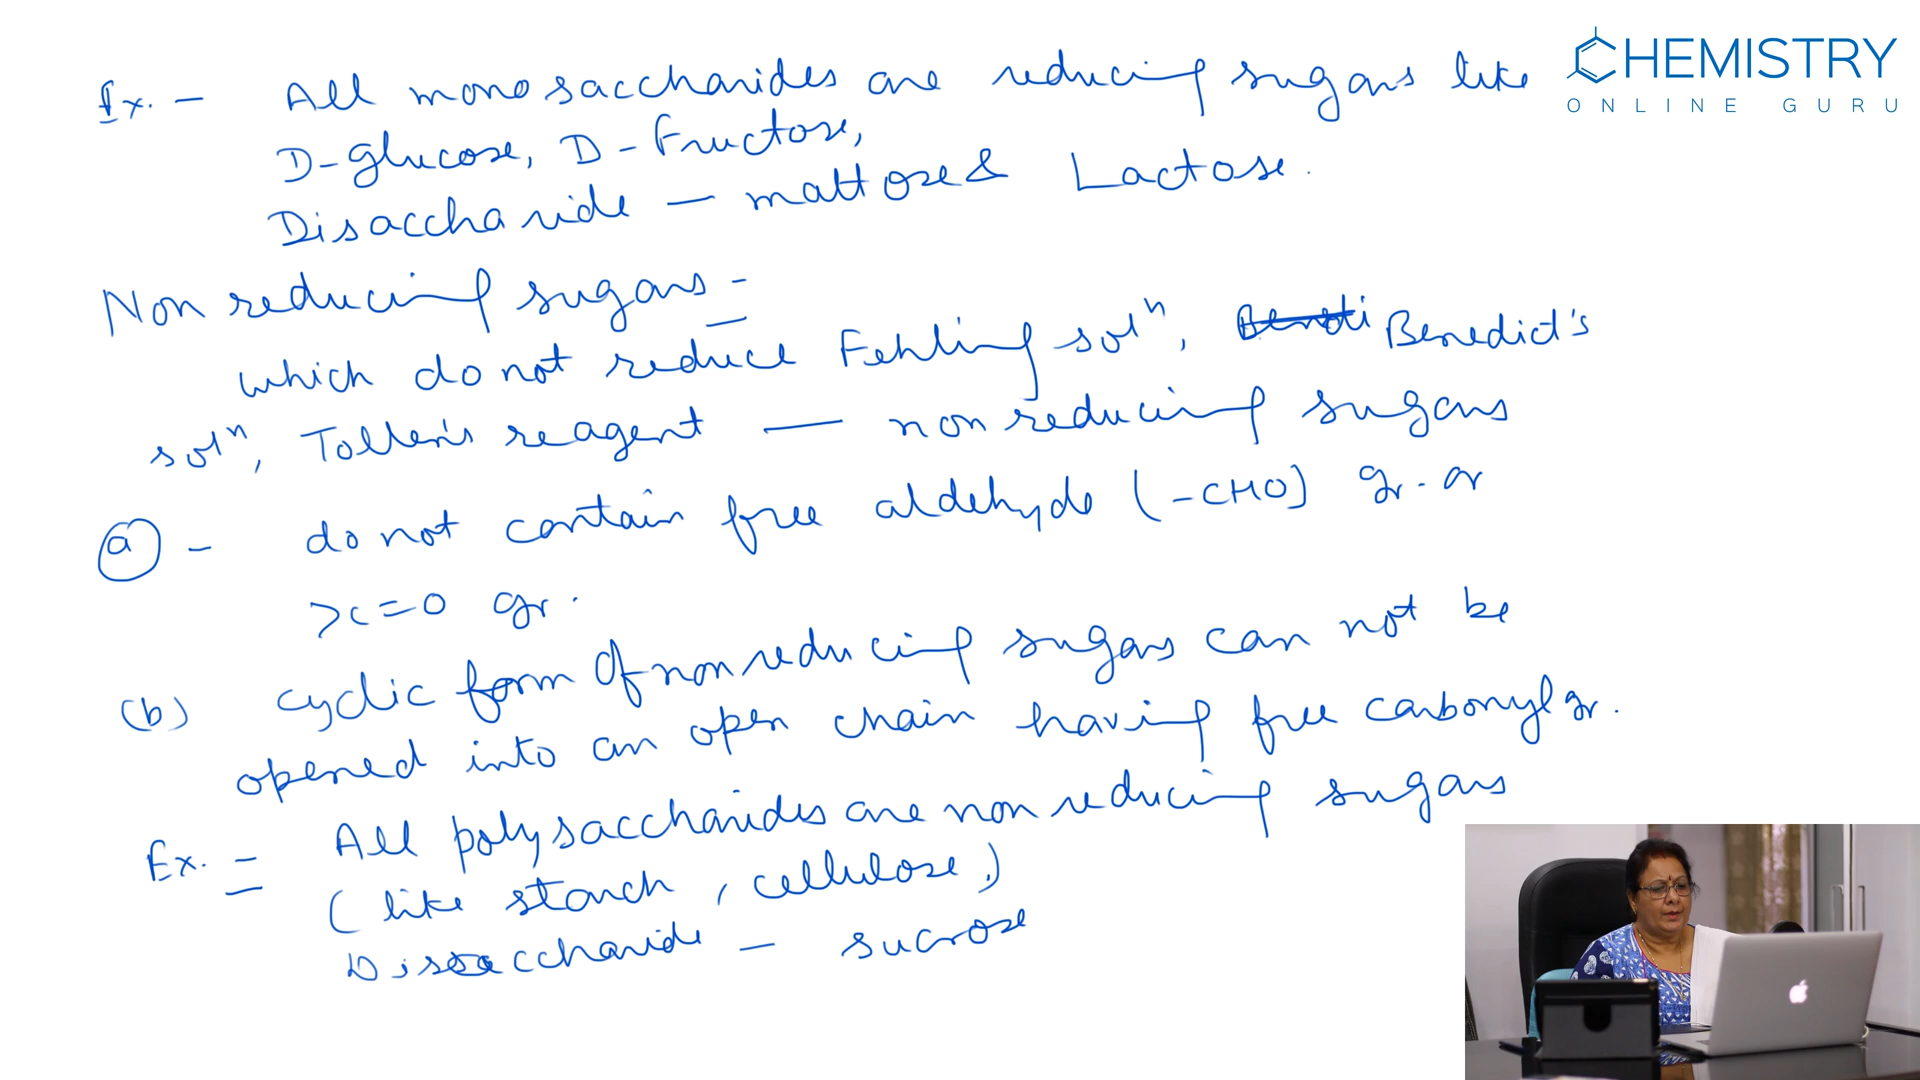 CHEMISTRY
ONLINE GURU
Ex. - All monosaccharides are reducing sugars like
D-glucose, D-Fructose,
Disaccharide — maltose & Lactose.
Non reducing sugars -
which do not reduce Fehling solⁿ, Benedict's
solⁿ, Tollen's reagent — non reducing sugars
(a) - do not contain free aldehyde (-CHO) gr. or
>C=O gr.
(b) cyclic form of non reducing sugars can not be
opened into an open chain having free carbonyl gr.
Ex. = All polysaccharides are non reducing sugars
(like starch, cellulose,)
Disaccharide - sucrose